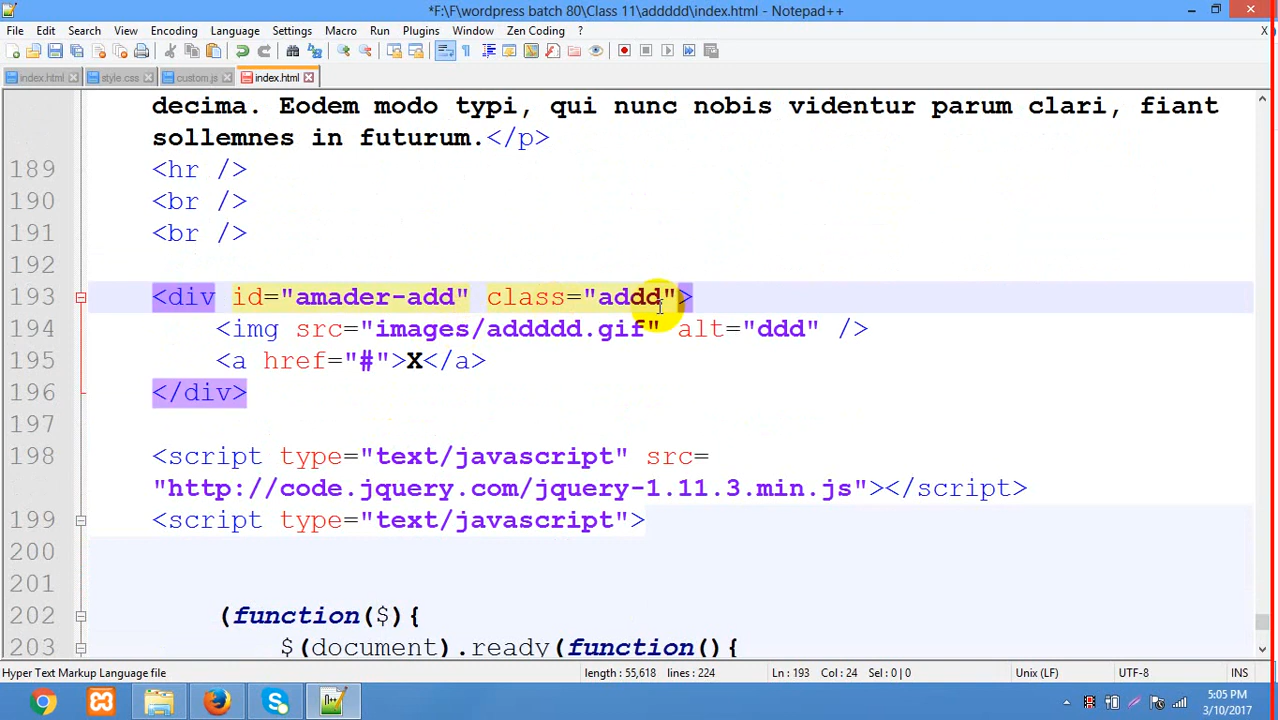 *F:\F\wordpress batch 80\Class 11\addddd\index.html - Notepad++
File Edit Search View Encoding Language Settings Macro Run Plugins Window Zen Coding ? X
index.html style.css custom.js index.html
decima. Eodem modo typi, qui nunc nobis videntur parum clari, fiant
sollemnes in futurum.</p>
189 <hr />
190 <br />
191 <br />
192
193 <div id="amader-add" class="addd">
194 <img src="images/addddd.gif" alt="ddd" />
195 <a href="#">X</a>
196 </div>
197
198 <script type="text/javascript" src=
"http://code.jquery.com/jquery-1.11.3.min.js"></script>
199 <script type="text/javascript">
200
201
202 (function($){
203 $(document).ready(function(){
Hyper Text Markup Language file length : 55,618 lines : 224 Ln : 193 Col : 24 Sel : 0 | 0 Unix (LF) UTF-8 INS
5:05 PM
3/10/2017